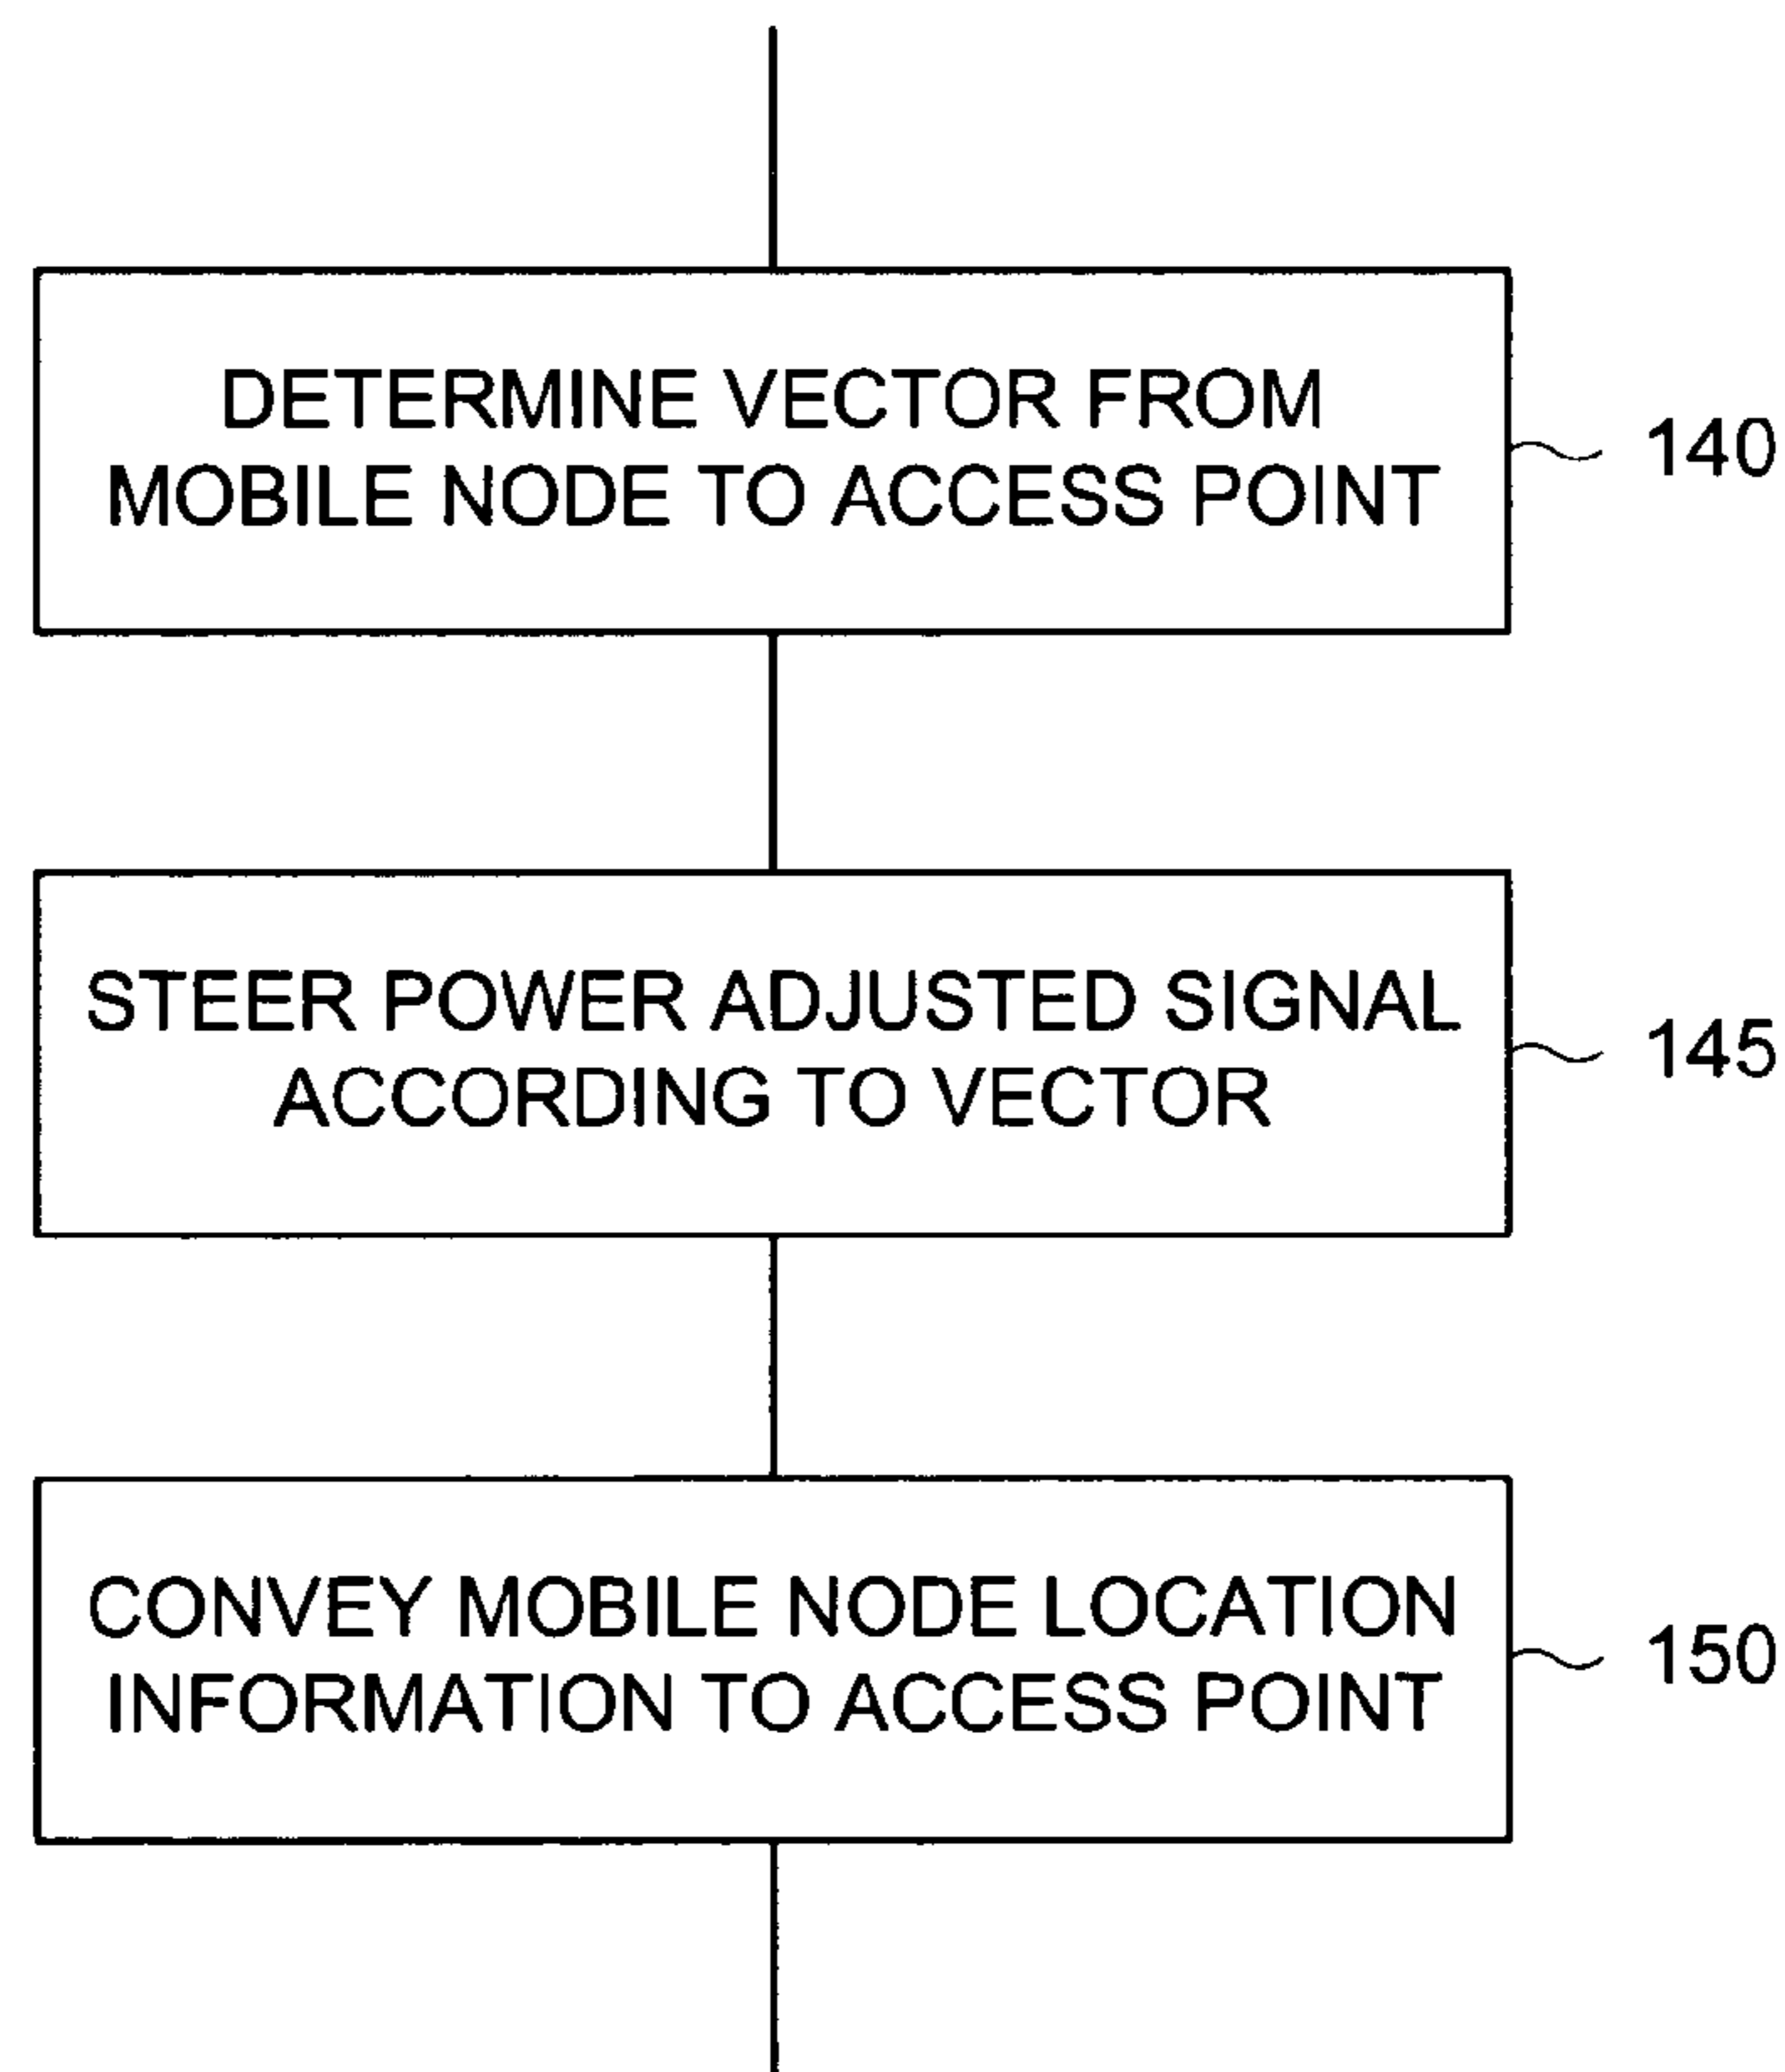 DETERMINE VECTOR FROM
MOBILE NODE TO ACCESS POINT
140
STEER POWER ADJUSTED SIGNAL
ACCORDING TO VECTOR
145
CONVEY MOBILE NODE LOCATION
INFORMATION TO ACCESS POINT
150